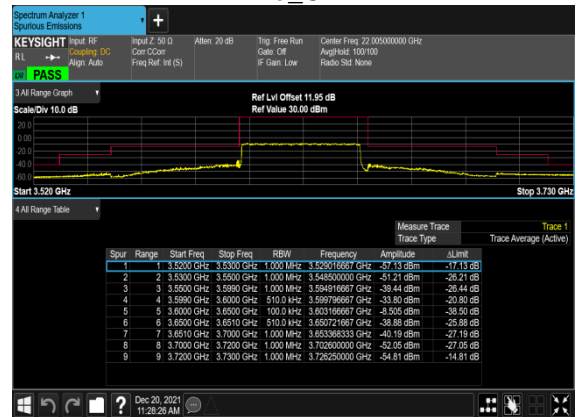 Spectrum Analyzer 1
Spurious Emissions
+
KEYSIGHT Input: RF Input Z: 50 Ω Atten: 20 dB Trig: Free Run Center Freq: 22.005000000 GHz
RL Coupling: DC Corr CCorr Gate: Off Avg|Hold: 100/100
Align: Auto Freq Ref: Int (S) IF Gain: Low Radio Std: None
PASS
3 All Range Graph
Ref Lvl Offset 11.95 dB
Scale/Div 10.0 dB Ref Value 30.00 dBm
20.0
0.00
-20.0
-40.0
-60.0
Start 3.520 GHz Stop 3.730 GHz
4 All Range Table
Measure Trace Trace 1
Trace Type Trace Average (Active)
Spur Range Start Freq Stop Freq RBW Frequency Amplitude ΔLimit
1 1 3.5200 GHz 3.5300 GHz 1.000 MHz 3.529016667 GHz -57.13 dBm -17.13 dB
2 2 3.5300 GHz 3.5500 GHz 1.000 MHz 3.548500000 GHz -51.21 dBm -26.21 dB
3 3 3.5500 GHz 3.5990 GHz 1.000 MHz 3.594916667 GHz -39.44 dBm -26.44 dB
4 4 3.5990 GHz 3.6000 GHz 510.0 kHz 3.599796667 GHz -33.80 dBm -20.80 dB
5 5 3.6000 GHz 3.6500 GHz 100.0 kHz 3.603166667 GHz -8.505 dBm -38.50 dB
6 6 3.6500 GHz 3.6510 GHz 510.0 kHz 3.650721667 GHz -38.88 dBm -25.88 dB
7 7 3.6510 GHz 3.7000 GHz 1.000 MHz 3.653368333 GHz -40.19 dBm -27.19 dB
8 8 3.7000 GHz 3.7200 GHz 1.000 MHz 3.702600000 GHz -52.05 dBm -27.05 dB
9 9 3.7200 GHz 3.7300 GHz 1.000 MHz 3.726250000 GHz -54.81 dBm -14.81 dB
? Dec 20, 2021
11:28:26 AM